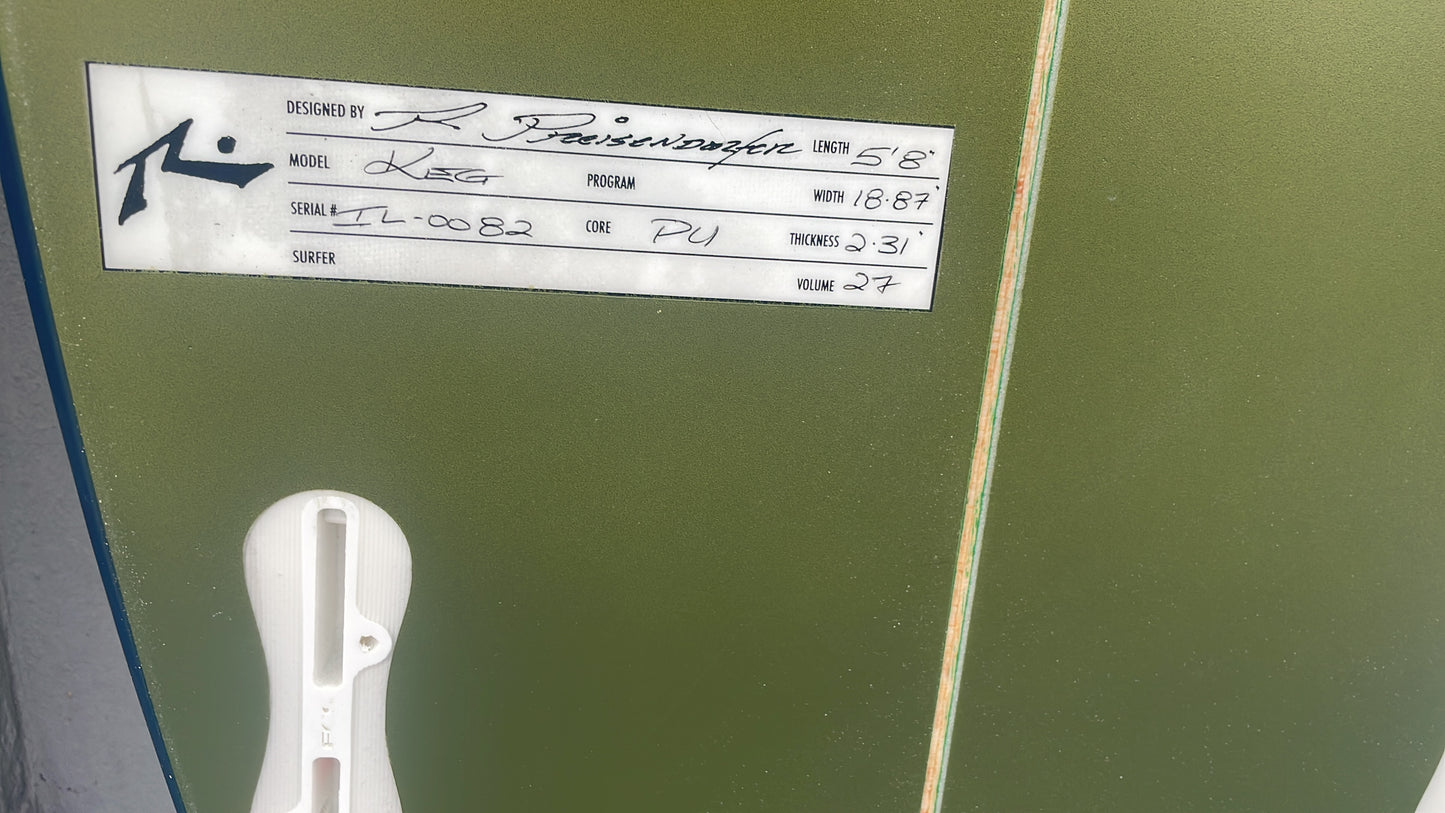 DESIGNED BY R. Preisendorfer LENGTH 5'8"
MODEL KEG PROGRAM WIDTH 18.87"
SERIAL # IL-0082 CORE PU THICKNESS 2.31"
SURFER VOLUME 27